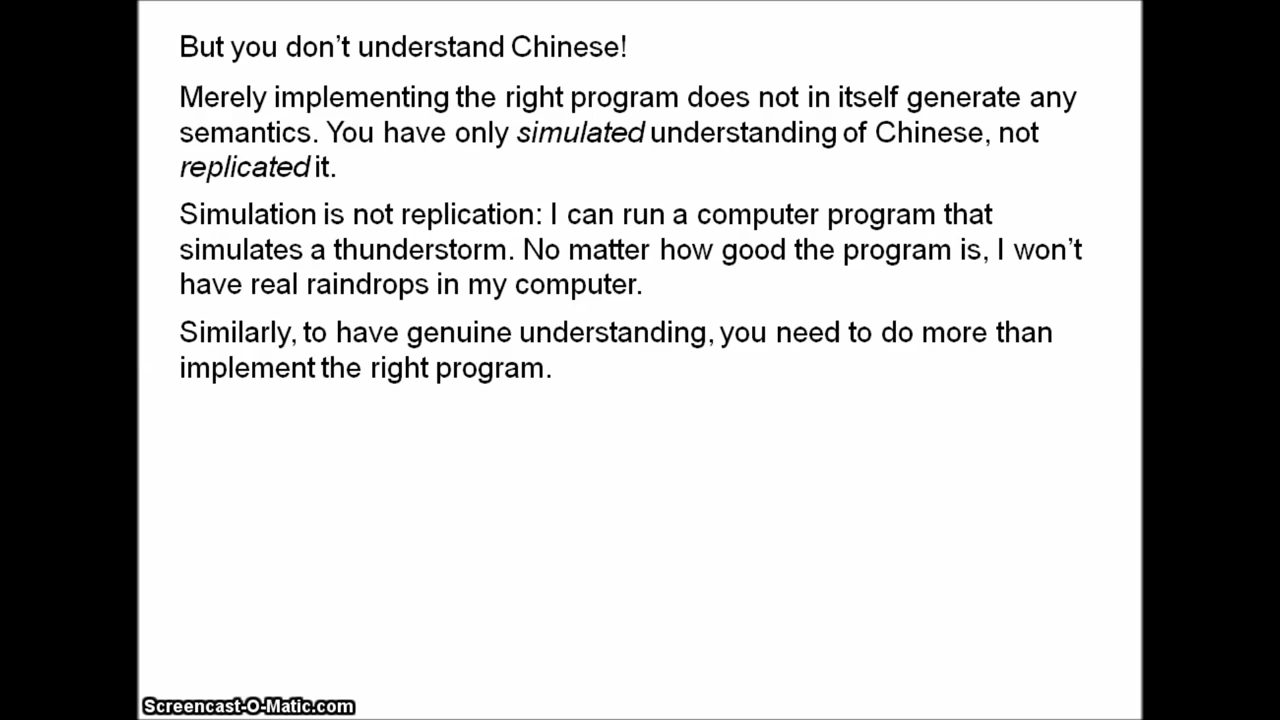 But you don't understand Chinese!
Merely implementing the right program does not in itself generate any
semantics. You have only simulated understanding of Chinese, not
replicated it.
Simulation is not replication: I can run a computer program that
simulates a thunderstorm. No matter how good the program is, I won't
have real raindrops in my computer.
Similarly, to have genuine understanding, you need to do more than
implement the right program.
Screencast-O-Matic.com